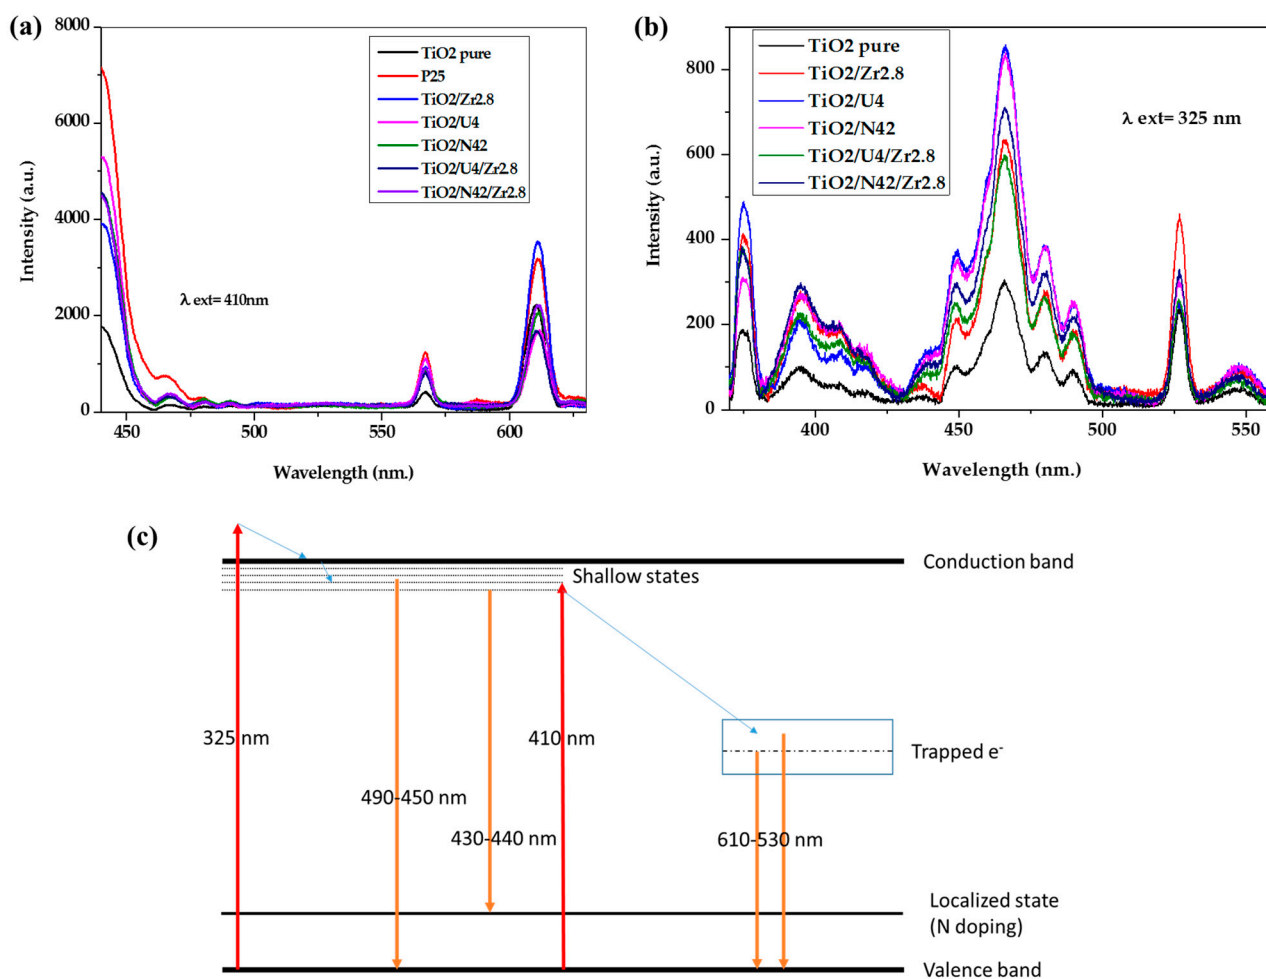 (a)
8000
6000
4000
2000
0
450
500
550
600
Intensity (a.u.)
Wavelength (nm.)
TiO2 pure
P25
TiO2/Zr2.8
TiO2/U4
TiO2/N42
TiO2/U4/Zr2.8
TiO2/N42/Zr2.8
λ ext= 410nm
(b)
800
600
400
200
0
400
450
500
550
Intensity (a.u.)
Wavelength (nm.)
TiO2 pure
TiO2/Zr2.8
TiO2/U4
TiO2/N42
TiO2/U4/Zr2.8
TiO2/N42/Zr2.8
λ ext= 325 nm
(c)
Conduction band
Shallow states
325 nm
410 nm
Trapped e-
490-450 nm
430-440 nm
610-530 nm
Localized state
(N doping)
Valence band